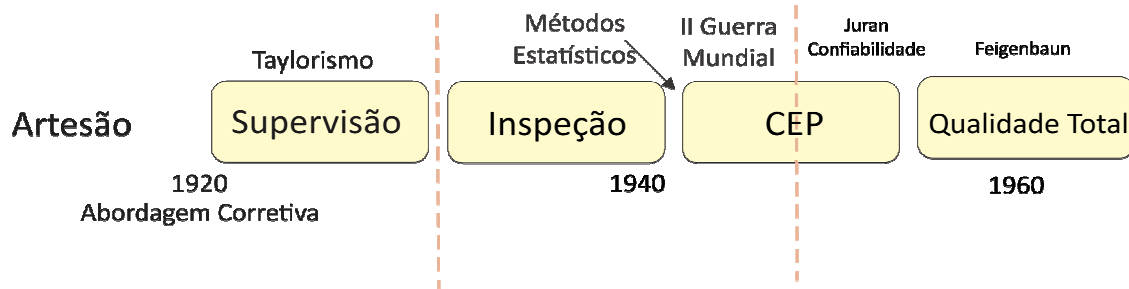 Artesão
Taylorismo
Supervisão
1920
Abordagem Corretiva
Inspeção
Métodos
Estatísticos
1940
II Guerra
Mundial
CEP
Juran
Confiabilidade
Feigenbaun
Qualidade Total
1960